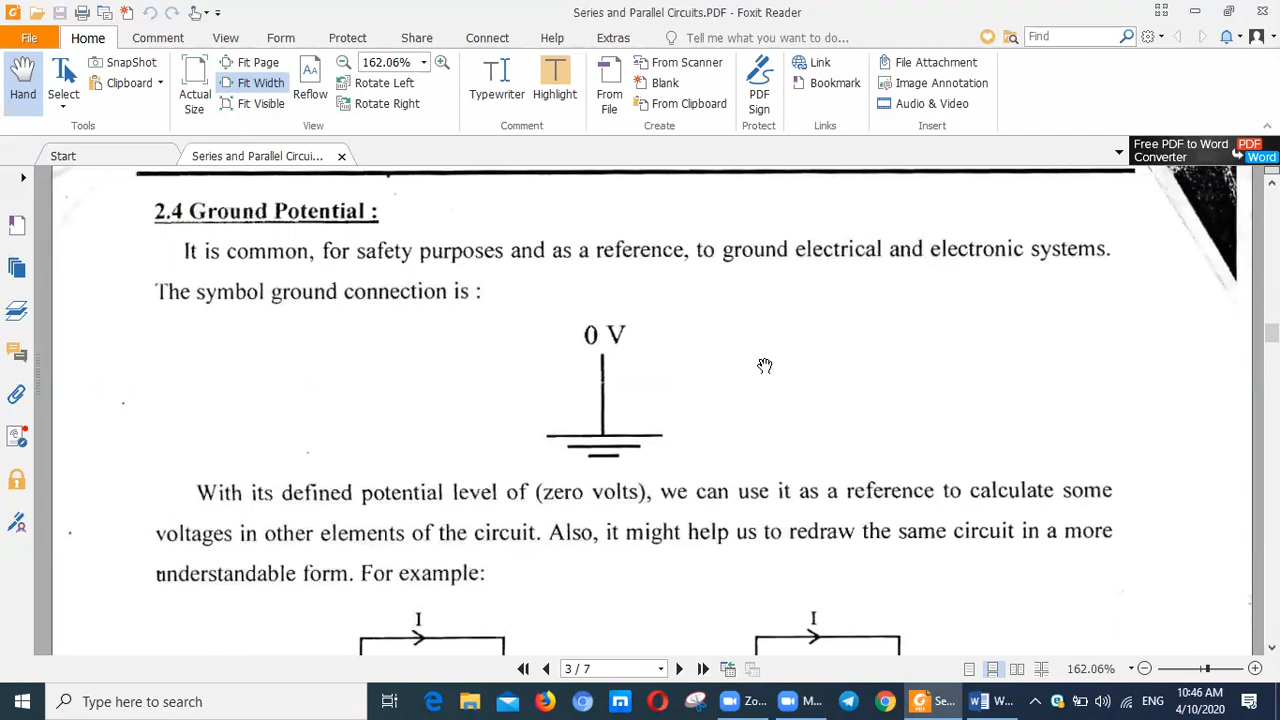 Series and Parallel Circuits.PDF - Foxit Reader
File Home Comment View Form Protect Share Connect Help Extras Tell me what you want to do... Find
Hand
Select
SnapShot
Clipboard
Tools
Actual Size
Fit Page
Fit Width
Fit Visible
Reflow
Rotate Left
Rotate Right
162.06%
View
Typewriter
Highlight
Comment
From File
From Scanner
Blank
From Clipboard
Create
PDF Sign
Protect
Link
Bookmark
Links
File Attachment
Image Annotation
Audio & Video
Insert
Start
Series and Parallel Circui...
Free PDF to Word
Converter
PDF
Word
2.4 Ground Potential :
It is common, for safety purposes and as a reference, to ground electrical and electronic systems.
The symbol ground connection is :
0 V
With its defined potential level of (zero volts), we can use it as a reference to calculate some
voltages in other elements of the circuit. Also, it might help us to redraw the same circuit in a more
understandable form. For example:
I
I
3 / 7
162.06%
Type here to search
Zo...
M...
Se...
W...
ENG
10:46 AM
4/10/2020